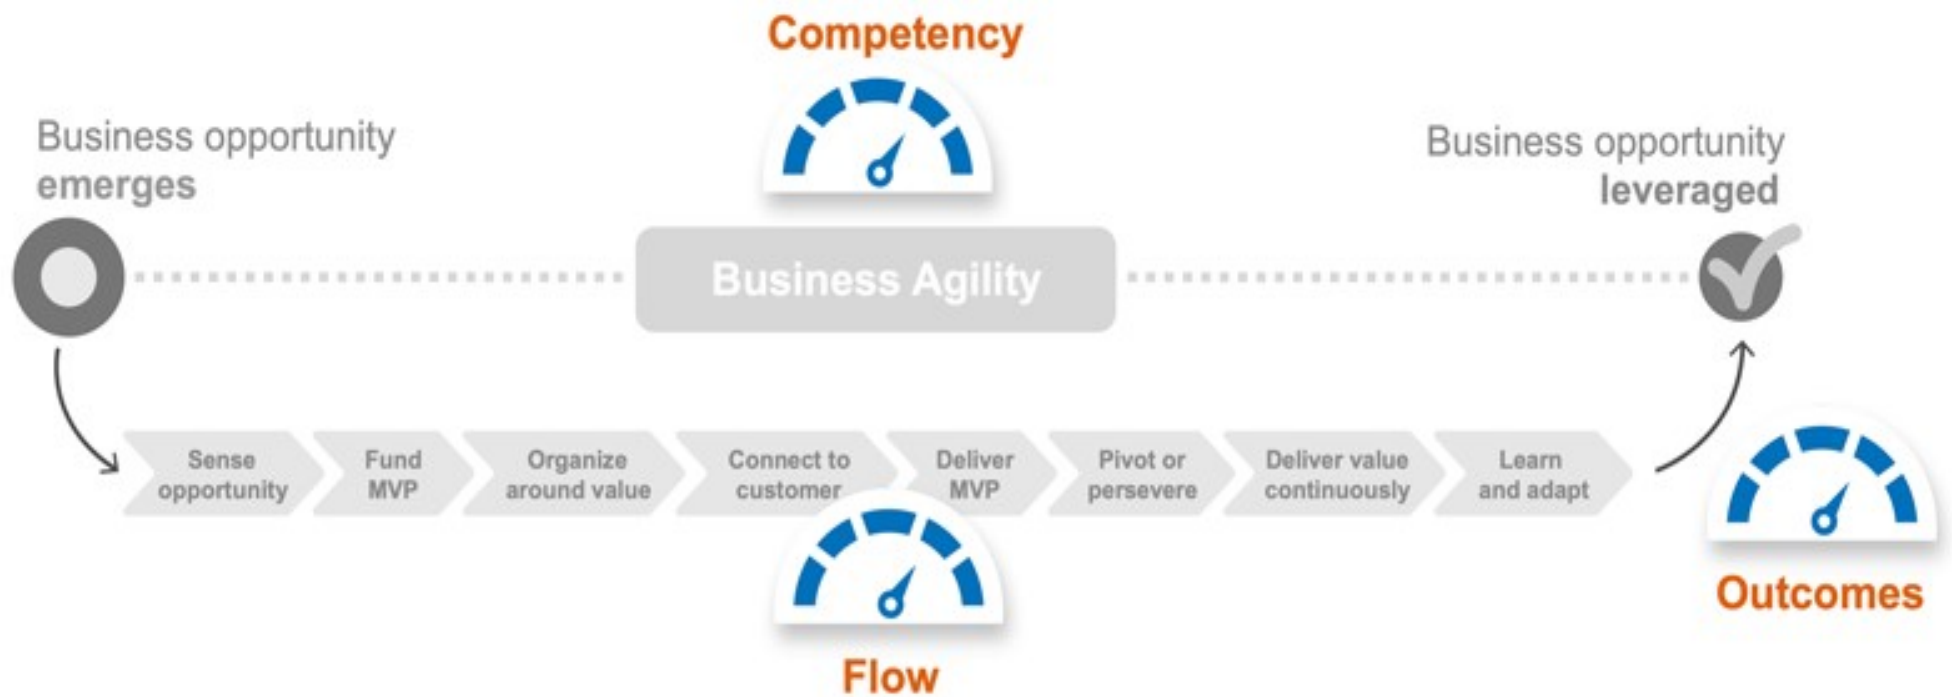 Competency
Business opportunity
emerges
Business opportunity
leveraged
Business Agility
Sense
opportunity
Fund
MVP
Organize
around value
Connect to
customer
Deliver
MVP
Pivot or
persevere
Deliver value
continuously
Learn
and adapt
Flow
Outcomes